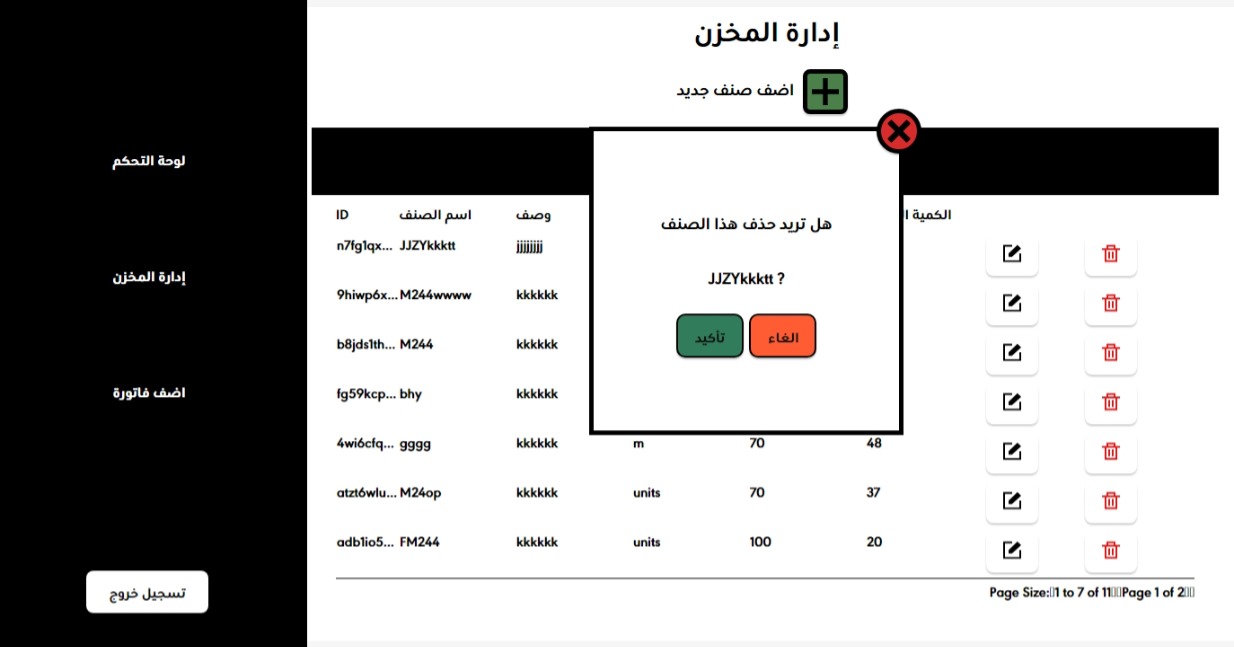 إدارة المخزن
اضف صنف جديد
لوحة التحكم
إدارة المخزن
اضف فاتورة
تسجيل خروج
هل تريد حذف هذا الصنف
JJZYkkktt ?
تأكيد الغاء
ID اسم الصنف وصف الكمية ا
n7fg1qx... JJZYkkktt jjjjjjjj
9hiwp6x... M244wwww kkkkkk
b8jds1th... M244 kkkkkk
fg59kcp... bhy kkkkkk
4wi6cfq... gggg kkkkkk m 70 48
atzt6wlu... M24op kkkkkk units 70 37
adb1io5... FM244 kkkkkk units 100 20
Page Size: 1 to 7 of 11 Page 1 of 2